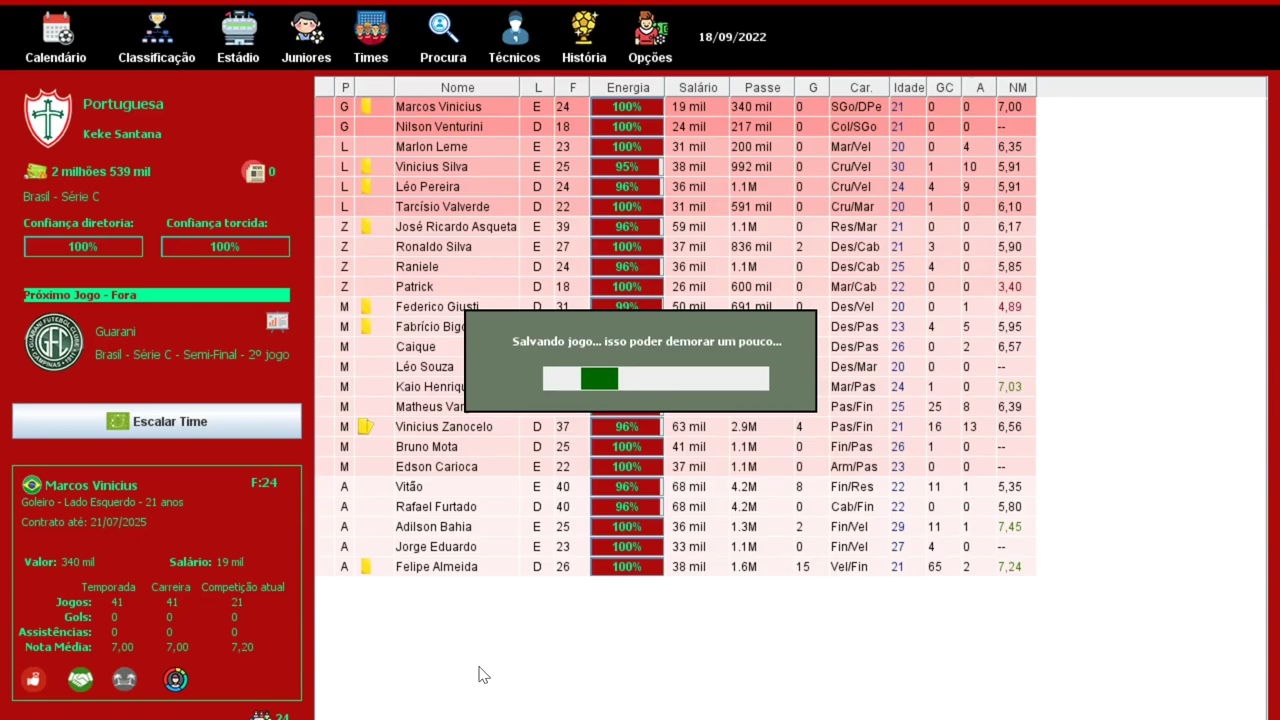 Calendário Classificação Estádio Juniores Times Procura Técnicos História Opções 18/09/2022
Portuguesa
Keke Santana
2 milhões 539 mil 0
Brasil - Série C
Confiança diretoria: Confiança torcida:
100% 100%
Próximo Jogo - Fora
Guarani
Brasil - Série C - Semi-Final - 2º jogo
Escalar Time
Marcos Vinicius F:24
Goleiro - Lado Esquerdo - 21 anos
Contrato até: 21/07/2025
Valor: 340 mil Salário: 19 mil
Temporada Carreira Competição atual
Jogos: 41 41 21
Gols: 0 0 0
Assistências: 0 0 0
Nota Média: 7,00 7,00 7,20
24
P Nome L F Energia Salário Passe G Car. Idade GC A NM
G Marcos Vinicius E 24 100% 19 mil 340 mil 0 SGo/DPe 21 0 0 7,00
G Nilson Venturini D 18 100% 24 mil 217 mil 0 Col/SGo 21 0 0 --
L Marlon Leme E 23 100% 31 mil 200 mil 0 Mar/Vel 20 0 4 6,35
L Vinicius Silva E 25 95% 38 mil 992 mil 0 Cru/Vel 30 1 10 5,91
L Léo Pereira D 24 96% 36 mil 1.1M 0 Cru/Vel 24 4 9 5,91
L Tarcísio Valverde D 22 100% 31 mil 591 mil 0 Cru/Mar 20 1 0 6,10
Z José Ricardo Asqueta E 39 96% 59 mil 1.1M 0 Res/Mar 21 0 0 6,17
Z Ronaldo Silva E 27 100% 37 mil 836 mil 2 Des/Cab 21 3 0 5,90
Z Raniele D 24 96% 36 mil 1.1M 0 Des/Cab 25 4 0 5,85
Z Patrick D 18 100% 26 mil 600 mil 0 Mar/Cab 22 0 0 3,40
M Federico Giusti D 31 99% 50 mil 691 mil 0 Des/Vel 20 0 1 4,89
M Fabrício Bigo Des/Pas 23 4 5 5,95
M Caique Des/Pas 26 0 2 6,57
M Léo Souza Des/Mar 20 0 0 --
M Kaio Henriqu Mar/Pas 24 1 0 7,03
M Matheus Var Pas/Fin 25 25 8 6,39
M Vinicius Zanocelo D 37 96% 63 mil 2.9M 4 Pas/Fin 21 16 13 6,56
M Bruno Mota D 25 100% 41 mil 1.1M 0 Fin/Pas 26 1 0 --
M Edson Carioca E 22 100% 37 mil 1.1M 0 Arm/Pas 23 0 0 --
A Vitão E 40 96% 68 mil 4.2M 8 Fin/Res 22 11 1 5,35
A Rafael Furtado D 40 96% 68 mil 4.2M 0 Cab/Fin 22 0 0 5,80
A Adilson Bahia E 25 100% 36 mil 1.3M 2 Fin/Vel 29 11 1 7,45
A Jorge Eduardo E 23 100% 33 mil 1.1M 0 Fin/Vel 27 4 0 --
A Felipe Almeida D 26 100% 38 mil 1.6M 15 Vel/Fin 21 65 2 7,24
Salvando jogo... isso poder demorar um pouco...